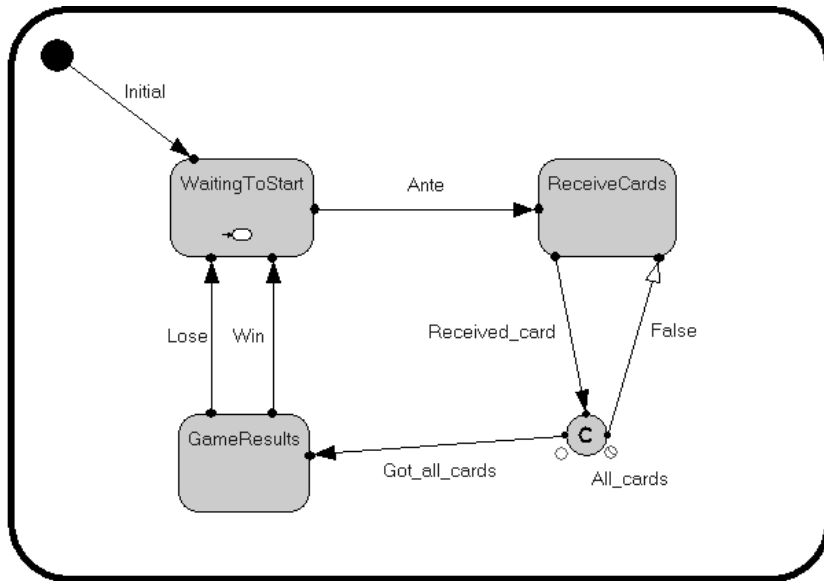 Initial
WaitingToStart
Ante
ReceiveCards
Lose
Win
Received_card
False
GameResults
C
Got_all_cards
All_cards